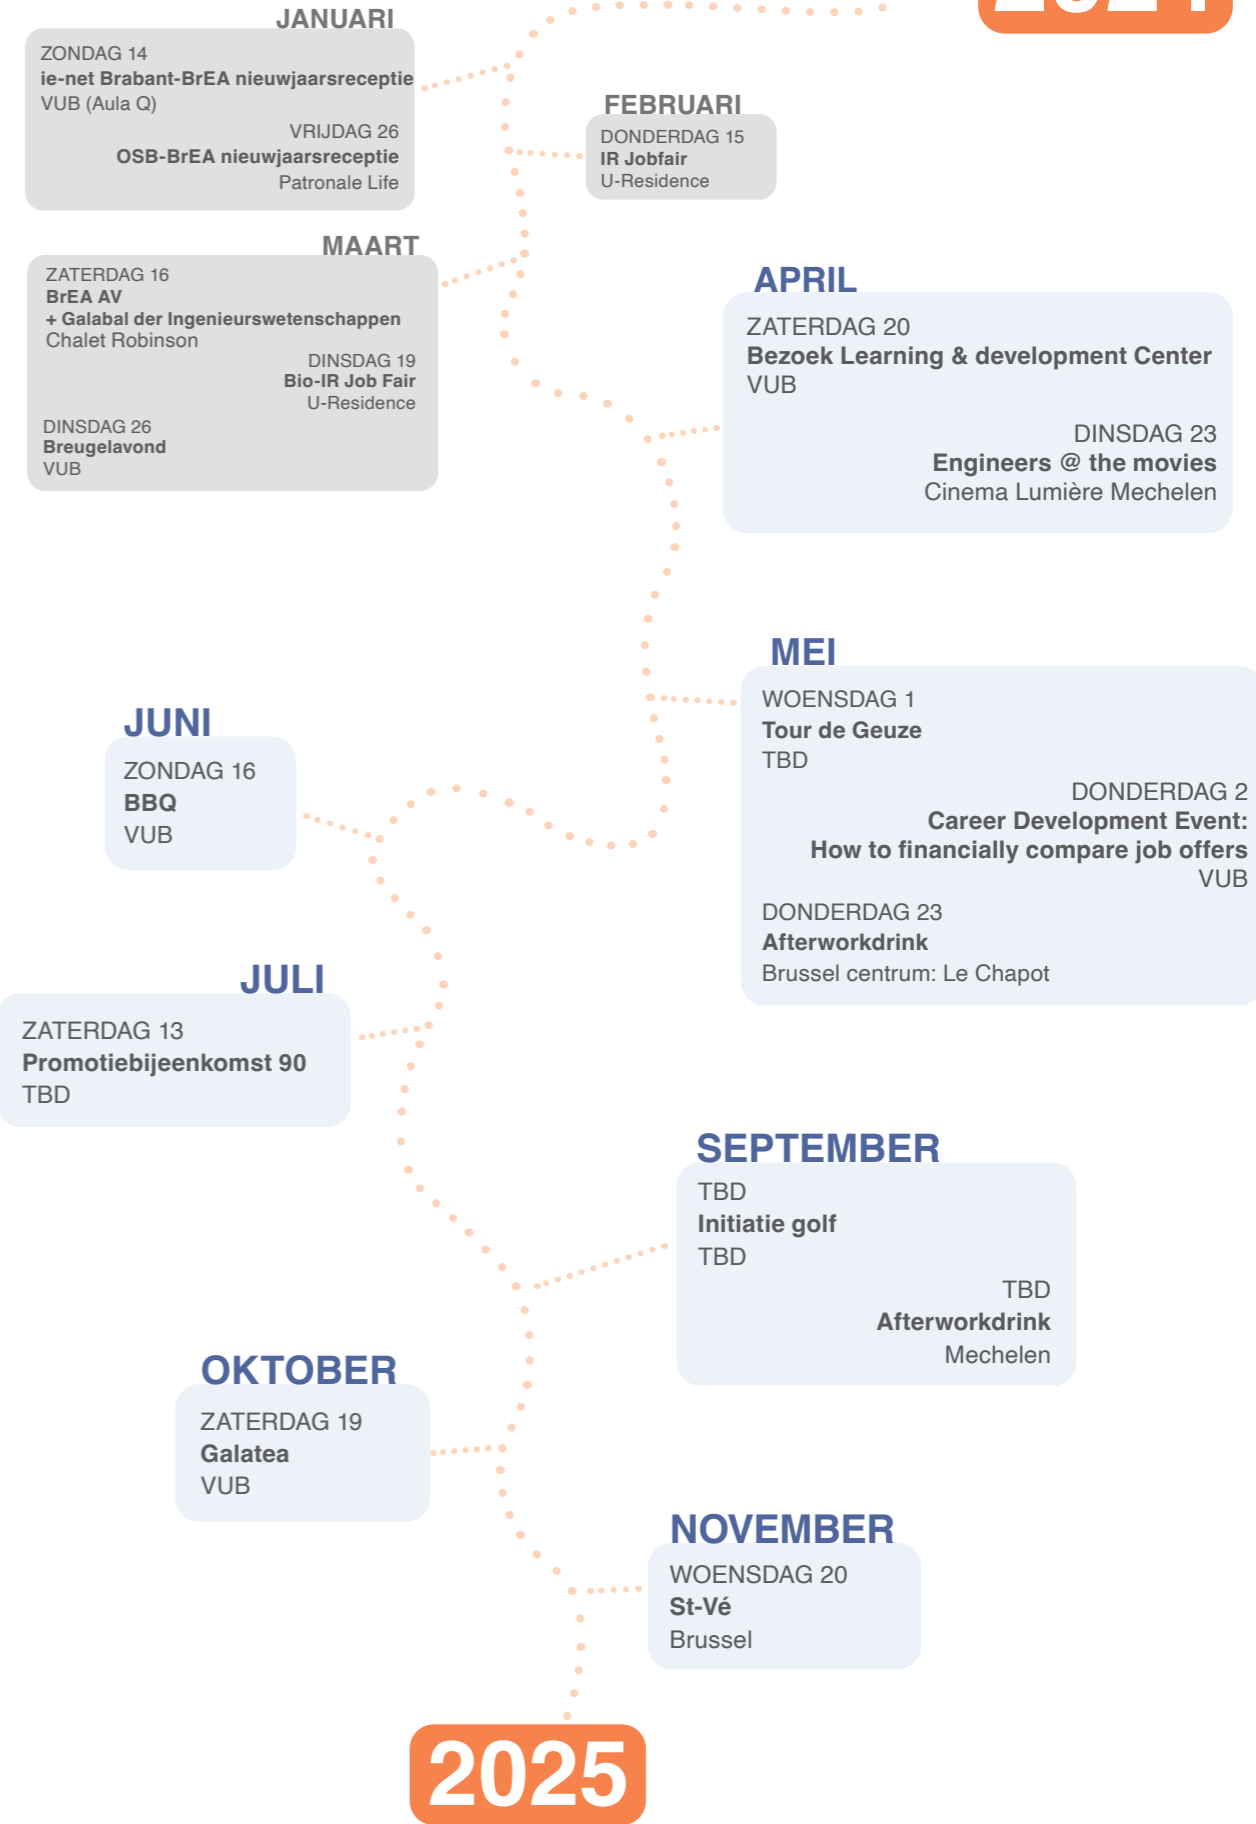 JANUARI
ZONDAG 14
ie-net Brabant-BrEA nieuwjaarsreceptie
VUB (Aula Q)
VRIJDAG 26
OSB-BrEA nieuwjaarsreceptie
Patronale Life
FEBRUARI
DONDERDAG 15
IR Jobfair
U-Residence
MAART
ZATERDAG 16
BrEA AV
+ Galabal der Ingenieurswetenschappen
Chalet Robinson
DINSDAG 19
Bio-IR Job Fair
U-Residence
DINSDAG 26
Breugelavond
VUB
APRIL
ZATERDAG 20
Bezoek Learning & development Center
VUB
DINSDAG 23
Engineers @ the movies
Cinema Lumière Mechelen
MEI
WOENSDAG 1
Tour de Geuze
TBD
DONDERDAG 2
Career Development Event:
How to financially compare job offers
VUB
DONDERDAG 23
Afterworkdrink
Brussel centrum: Le Chapot
JUNI
ZONDAG 16
BBQ
VUB
JULI
ZATERDAG 13
Promotiebijeenkomst 90
TBD
SEPTEMBER
TBD
Initiatie golf
TBD
TBD
Afterworkdrink
Mechelen
OKTOBER
ZATERDAG 19
Galatea
VUB
NOVEMBER
WOENSDAG 20
St-Vé
Brussel
2025